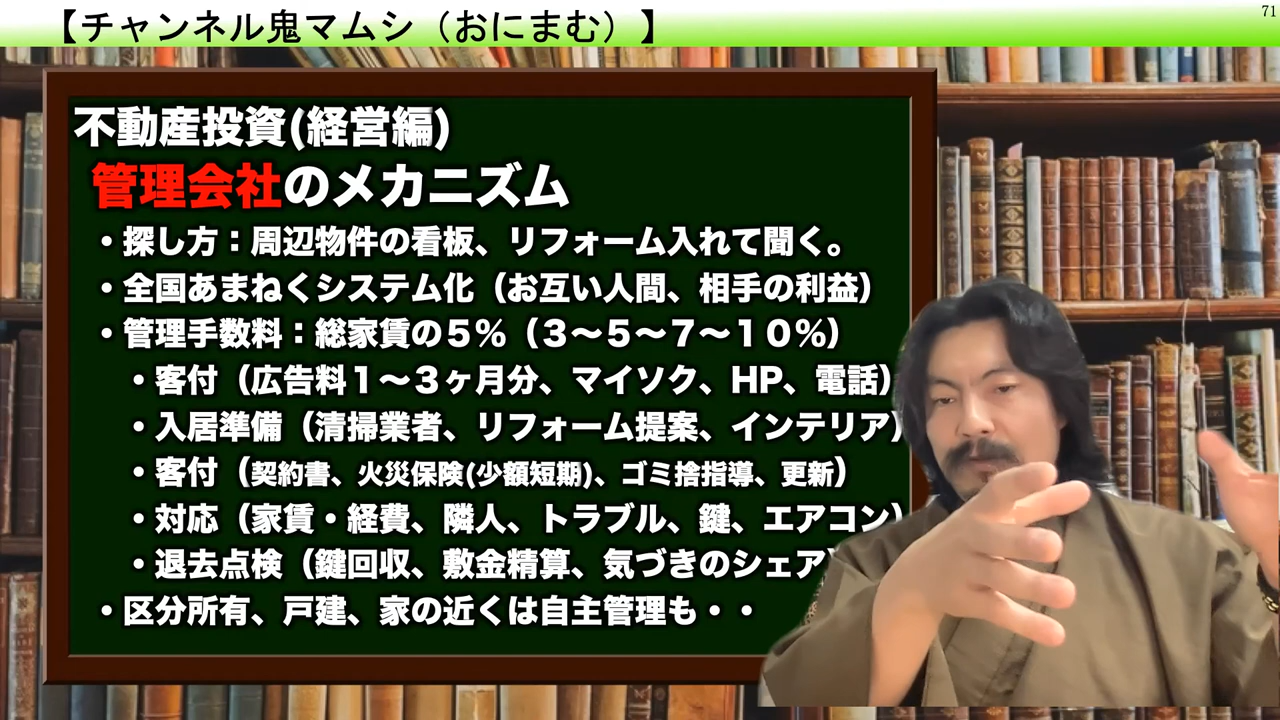 【チャンネル鬼マムシ（おにまむ）】
71
不動産投資(経営編)
管理会社のメカニズム
・探し方：周辺物件の看板、リフォーム入れて聞く。
・全国あまねくシステム化（お互い人間、相手の利益）
・管理手数料：総家賃の５％（３～５～７～１０％）
・客付（広告料１～３ヶ月分、マイソク、HP、電話）
・入居準備（清掃業者、リフォーム提案、インテリア）
・客付（契約書、火災保険(少額短期)、ゴミ捨指導、更新）
・対応（家賃・経費、隣人、トラブル、鍵、エアコン）
・退去点検（鍵回収、敷金精算、気づきのシェア）
・区分所有、戸建、家の近くは自主管理も・・